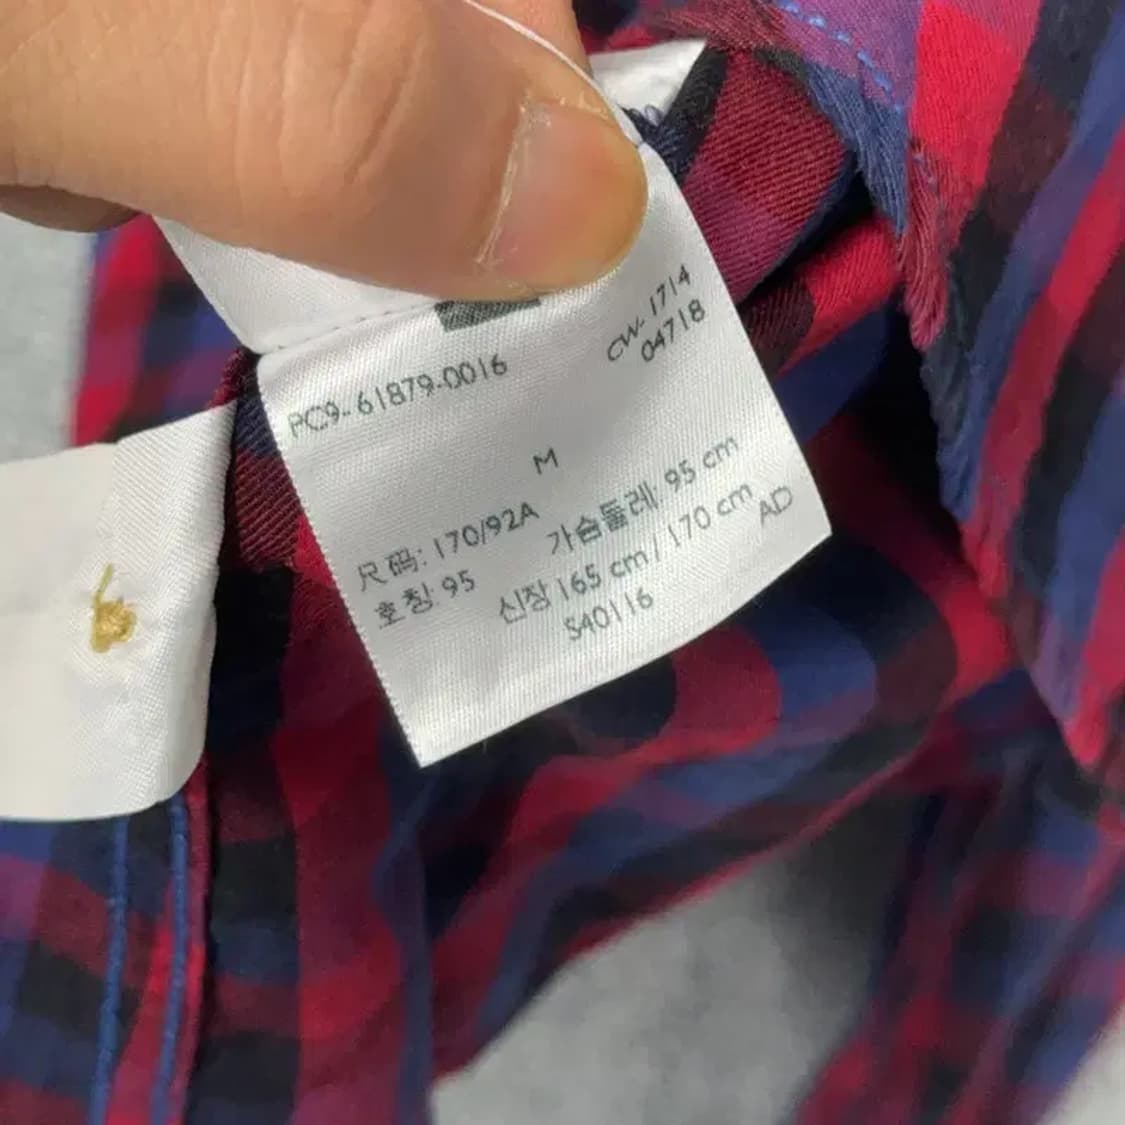 PC9-61879-0016
CW. 1714
04718
M
尺码: 170/92A
호칭: 95
가슴둘레: 95 cm
신장 165 cm / 170 cm
AD
S40116